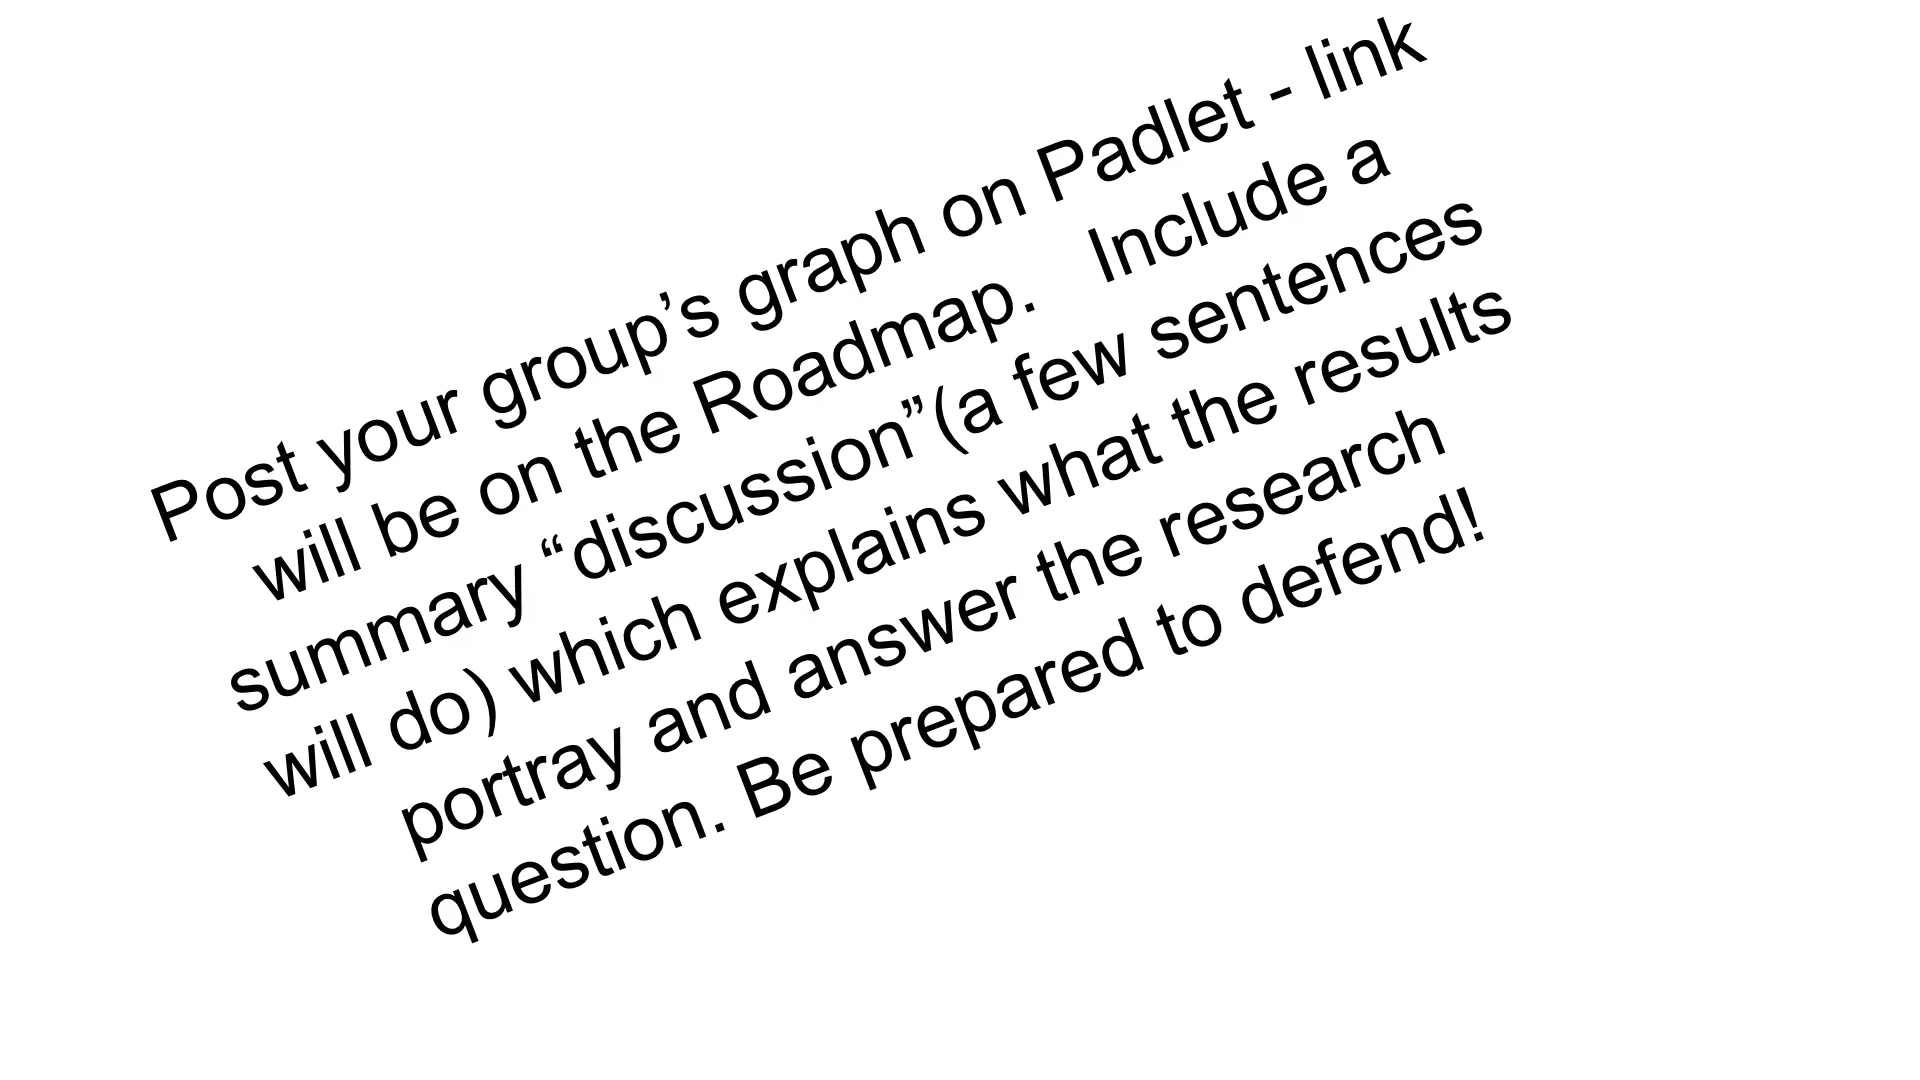 Post your group’s graph on Padlet - link
will be on the Roadmap.   Include a
summary “discussion”(a few sentences
will do) which explains what the results
portray and answer the research
question. Be prepared to defend!